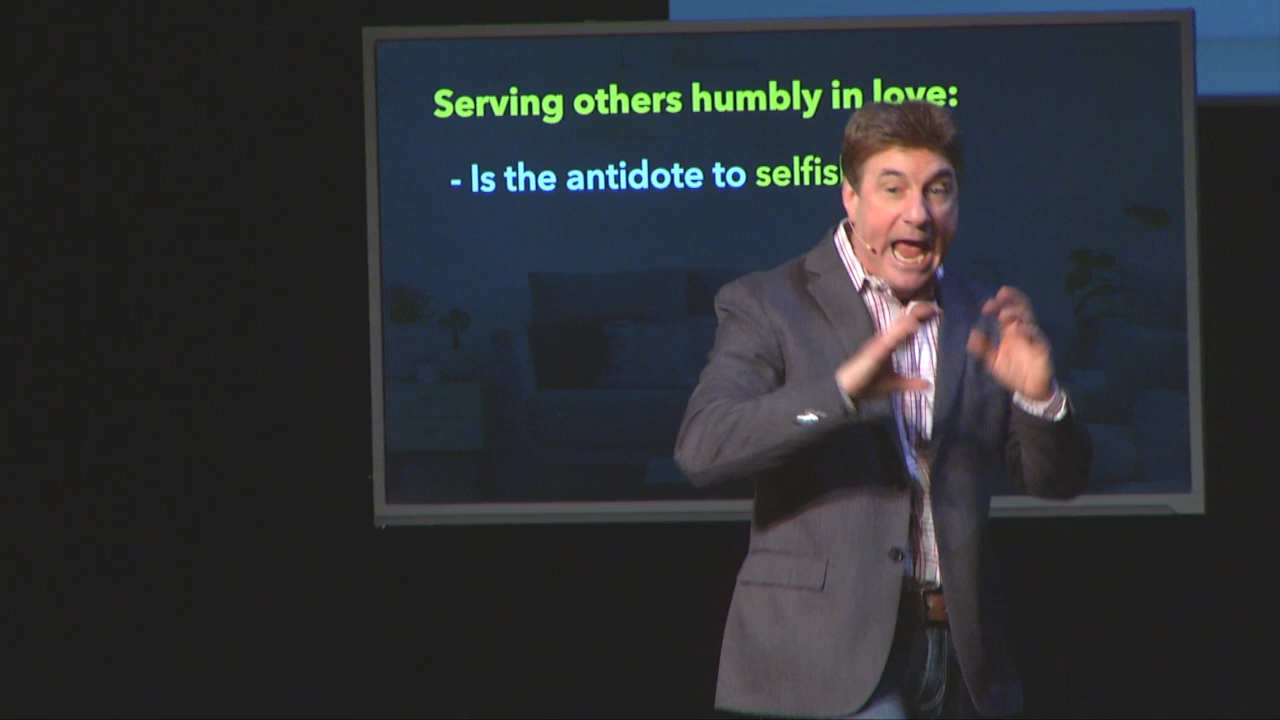 Serving others humbly in love:
- Is the antidote to selfis